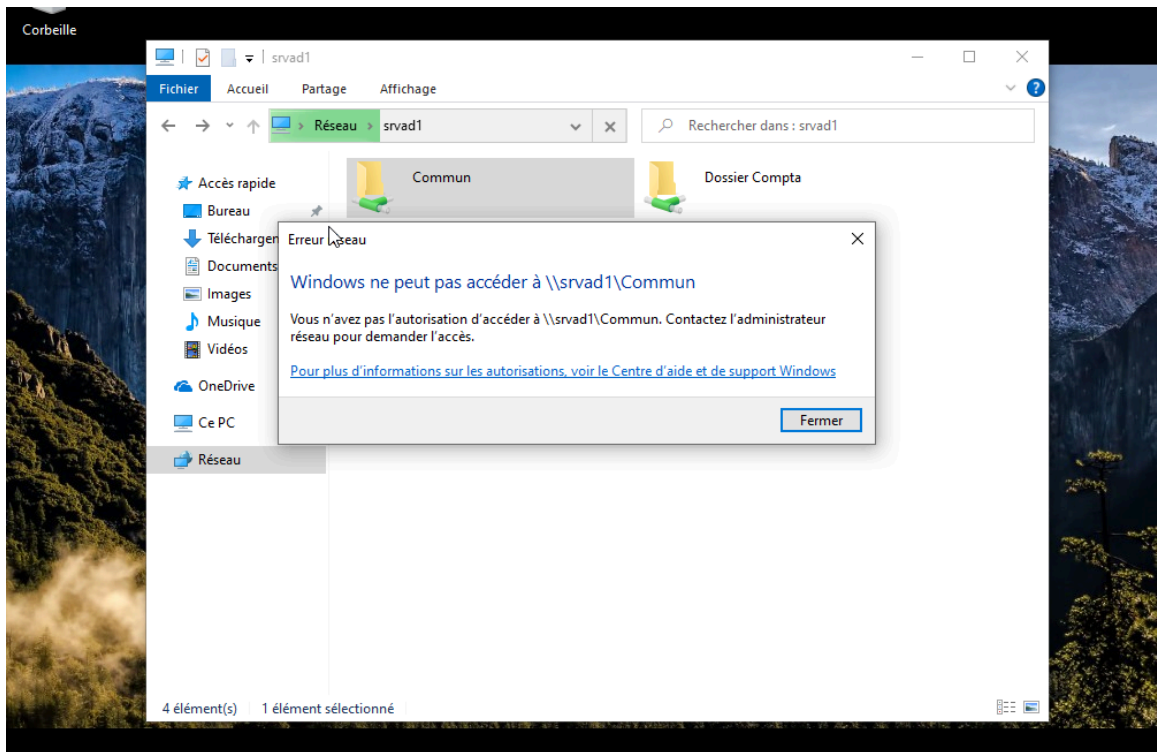 Corbeille
srvad1
Fichier Accueil Partage Affichage
Réseau srvad1
Rechercher dans : srvad1
Accès rapide
Bureau
Documents
Images
Musique
Vidéos
OneDrive
Ce PC
Réseau
Commun
Dossier Compta
Erreur réseau
Windows ne peut pas accéder à \\srvad1\Commun
Vous n’avez pas l’autorisation d’accéder à \\srvad1\Commun. Contactez l’administrateur
réseau pour demander l’accès.
Pour plus d’informations sur les autorisations, voir le Centre d’aide et de support Windows
Fermer
4 élément(s) 1 élément sélectionné